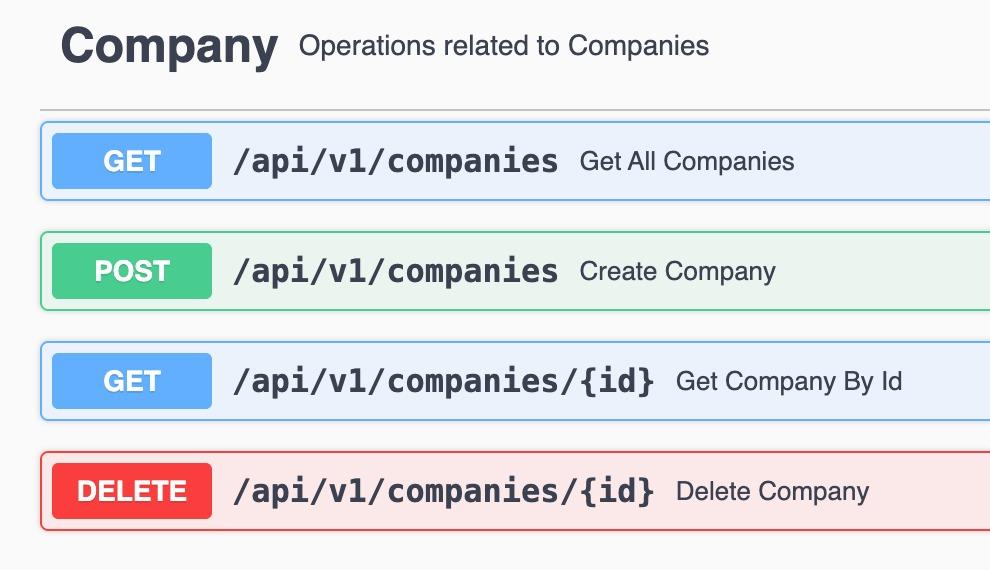 Company Operations related to Companies
GET /api/v1/companies Get All Companies
POST /api/v1/companies Create Company
GET /api/v1/companies/{id} Get Company By Id
DELETE /api/v1/companies/{id} Delete Company